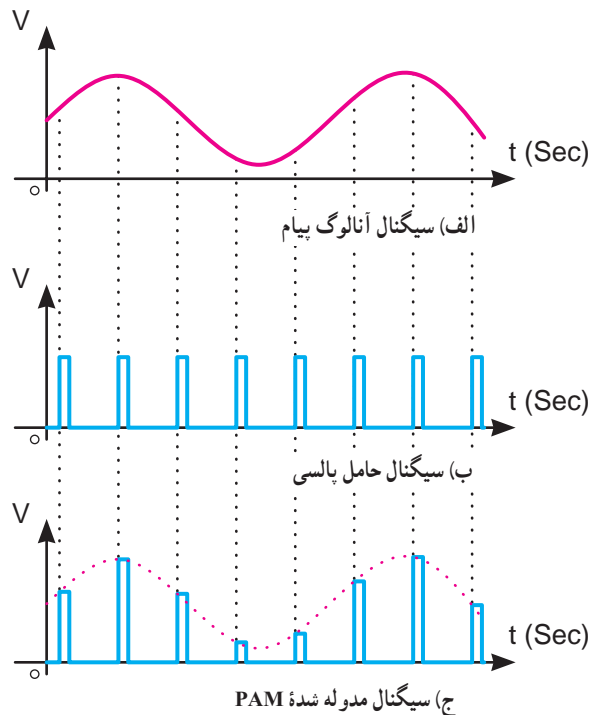 V
t (Sec)
o
الف) سیگنال آنالوگ پیام
V
t (Sec)
o
ب) سیگنال حامل پالسی
V
t (Sec)
o
ج) سیگنال مدوله شدهٔ PAM